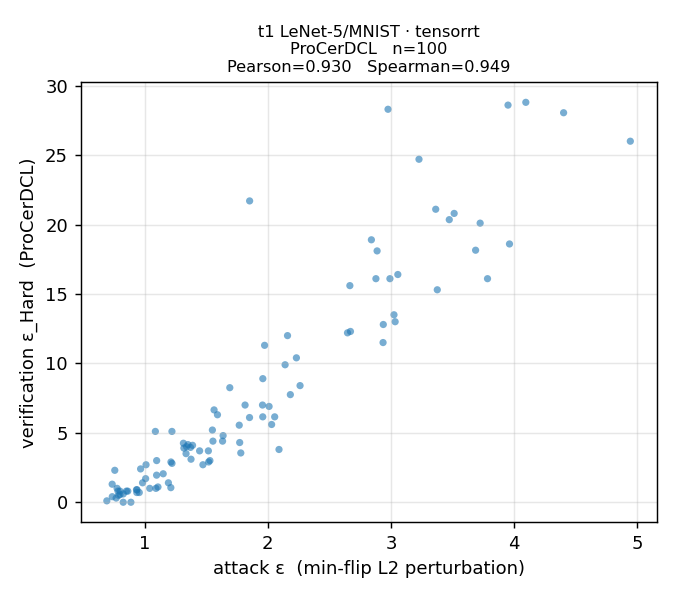 t1 LeNet-5/MNIST · tensorrt
ProCerDCL   n=100
Pearson=0.930   Spearman=0.949
30
25
20
15
10
5
0
verification ε_Hard  (ProCerDCL)
1
2
3
4
5
attack ε  (min-flip L2 perturbation)